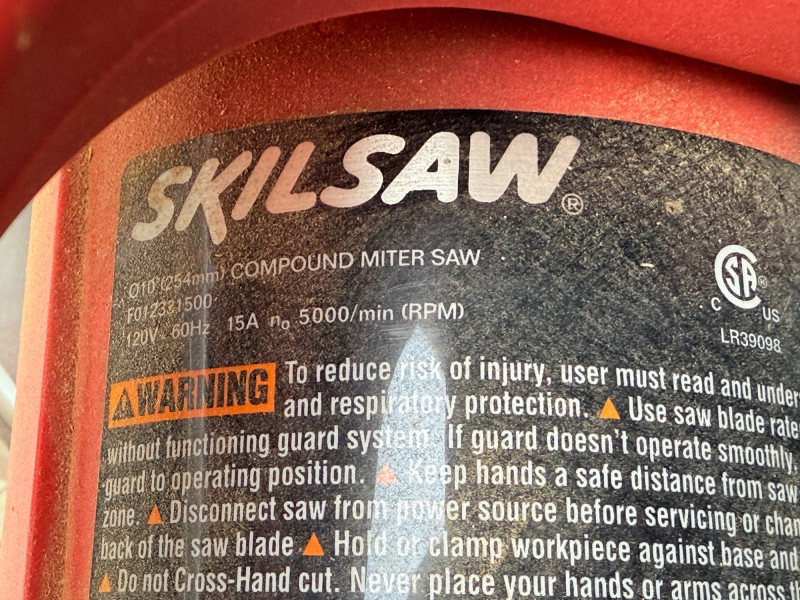 SKILSAW®
Ø10 (254mm) COMPOUND MITER SAW
F012331500
120V 60Hz 15A no 5000/min (RPM)
CSA®
C US
LR39098
WARNING To reduce risk of injury, user must read and under
and respiratory protection. Use saw blade rate
without functioning guard system If guard doesn't operate smoothly,
guard to operating position. Keep hands a safe distance from saw
zone. Disconnect saw from power source before servicing or chan
back of the saw blade Hold or clamp workpiece against base and
Do not Cross-Hand cut. Never place your hands or arms across th